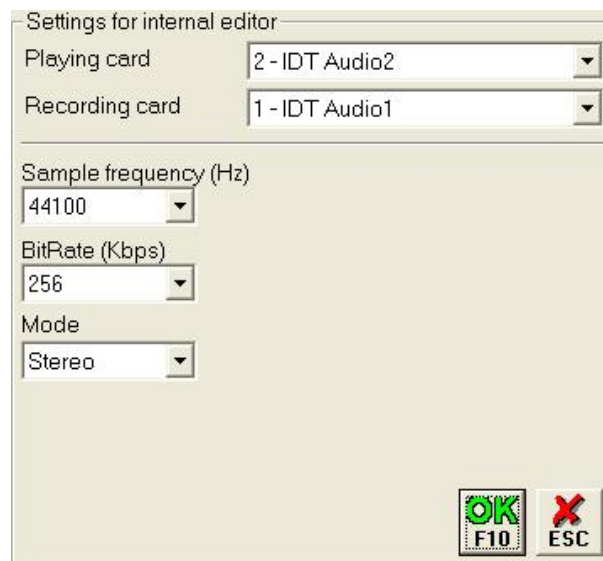 Settings for internal editor
Playing card 2 - IDT Audio2
Recording card 1 - IDT Audio1
Sample frequency (Hz)
44100
BitRate (Kbps)
256
Mode
Stereo
OK F10
ESC